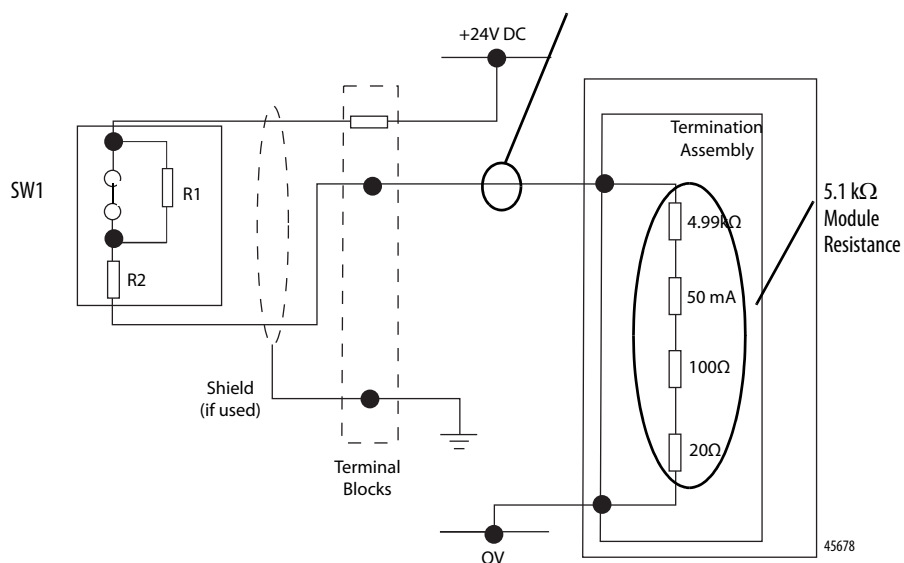 +24V DC
Termination
Assembly
SW1
R1
R2
4.99kΩ
50 mA
100Ω
20Ω
5.1 kΩ
Module
Resistance
Shield
(if used)
Terminal
Blocks
OV
45678